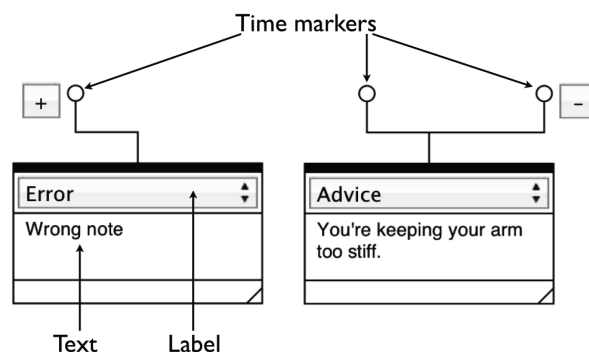 Time markers
+
-
Error
Advice
Wrong note
You're keeping your arm
too stiff.
Text
Label